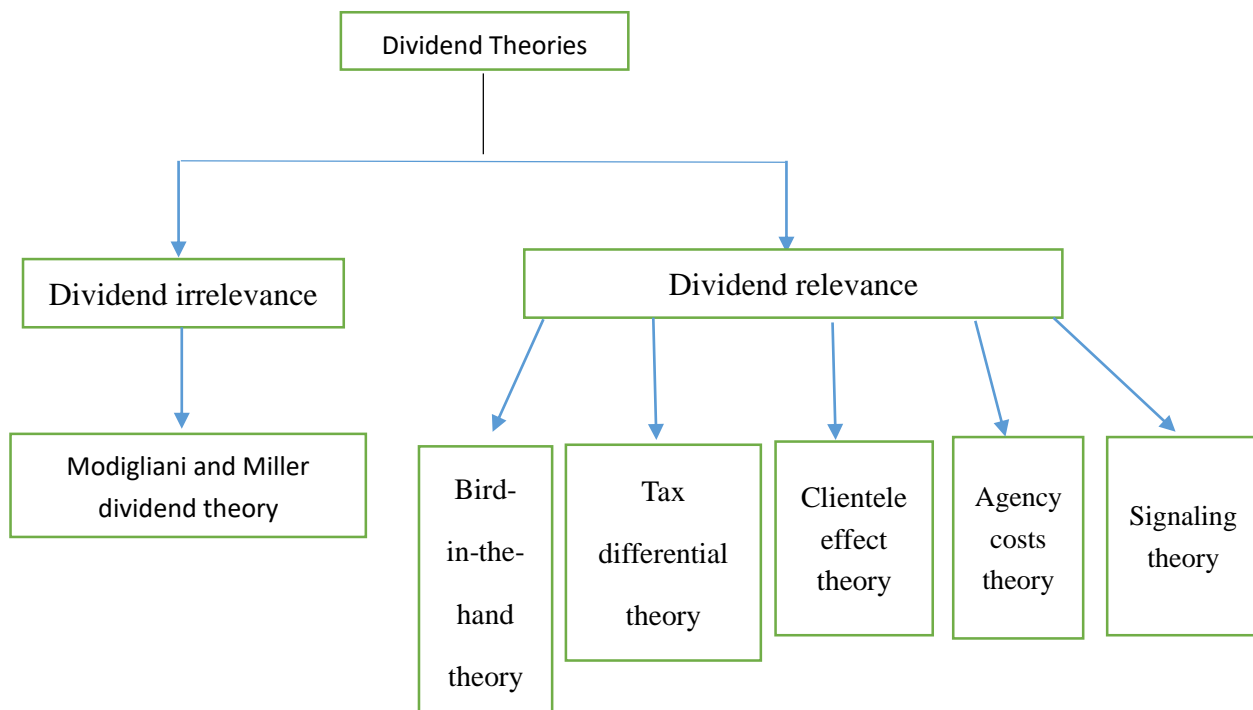 Dividend Theories
Dividend irrelevance
Dividend relevance
Modigliani and Miller
dividend theory
Bird-
in-the-
hand
theory
Tax
differential
theory
Clientele
effect
theory
Agency
costs
theory
Signaling
theory